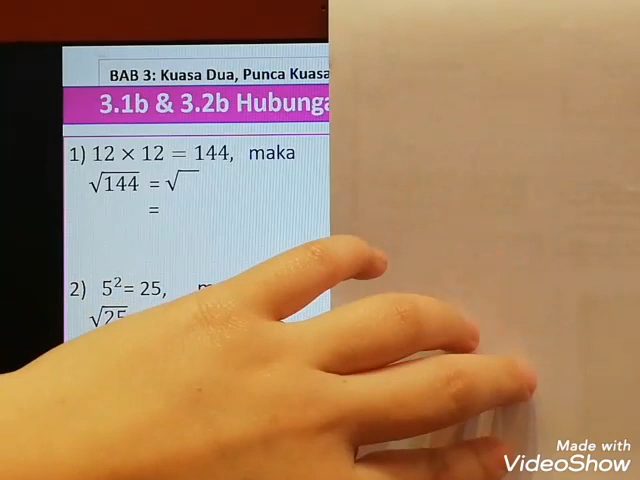 BAB 3: Kuasa Dua, Punca Kuasa
3.1b & 3.2b Hubunga
1) 12 × 12 = 144, maka
√144 = √
=
2) 5² = 25,
√25
Made with
VideoShow